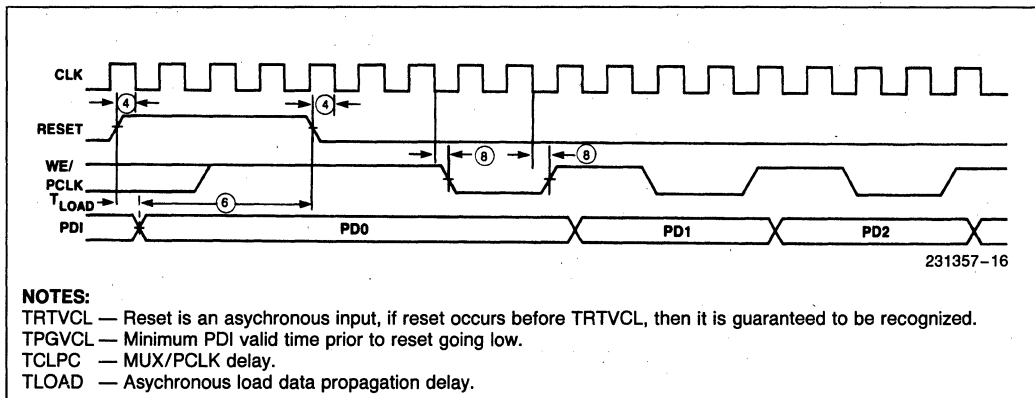 CLK
4 4
RESET
8 8
WE/
PCLK
TLOAD
6
PDI PD0 PD1 PD2
231357–16
NOTES:
TRTVCL — Reset is an asychronous input, if reset occurs before TRTVCL, then it is guaranteed to be recognized.
TPGVCL — Minimum PDI valid time prior to reset going low.
TCLPC — MUX/PCLK delay.
TLOAD — Asychronous load data propagation delay.